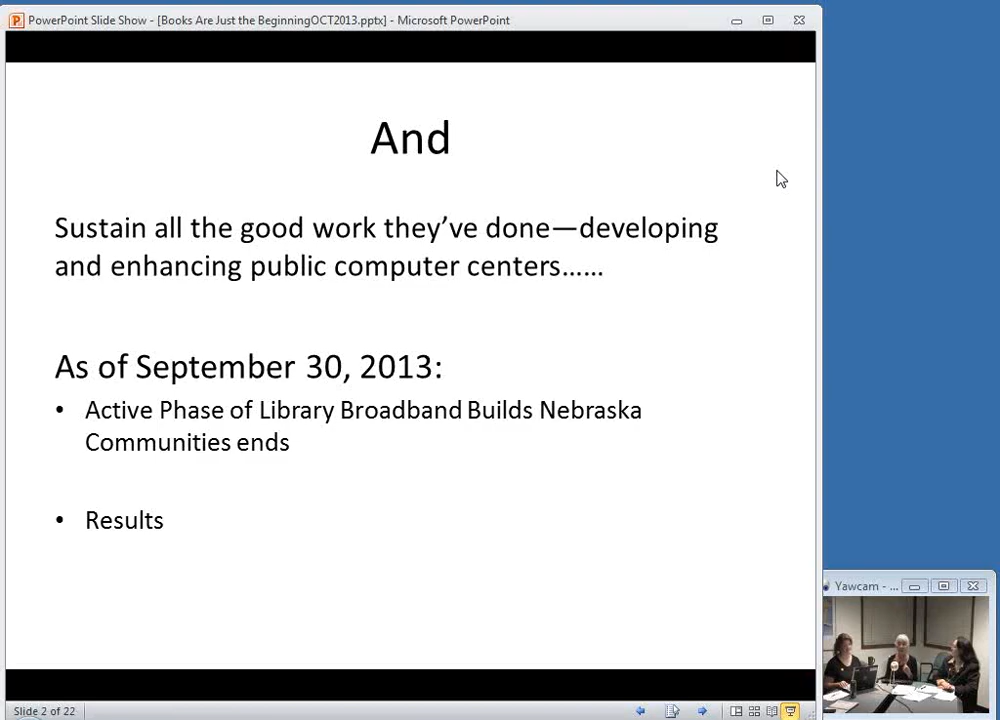 PowerPoint Slide Show - [Books Are Just the BeginningOCT2013.pptx] - Microsoft PowerPoint
And
Sustain all the good work they’ve done—developing
and enhancing public computer centers……
As of September 30, 2013:
• Active Phase of Library Broadband Builds Nebraska
Communities ends
• Results
Yawcam - ...
Slide 2 of 22